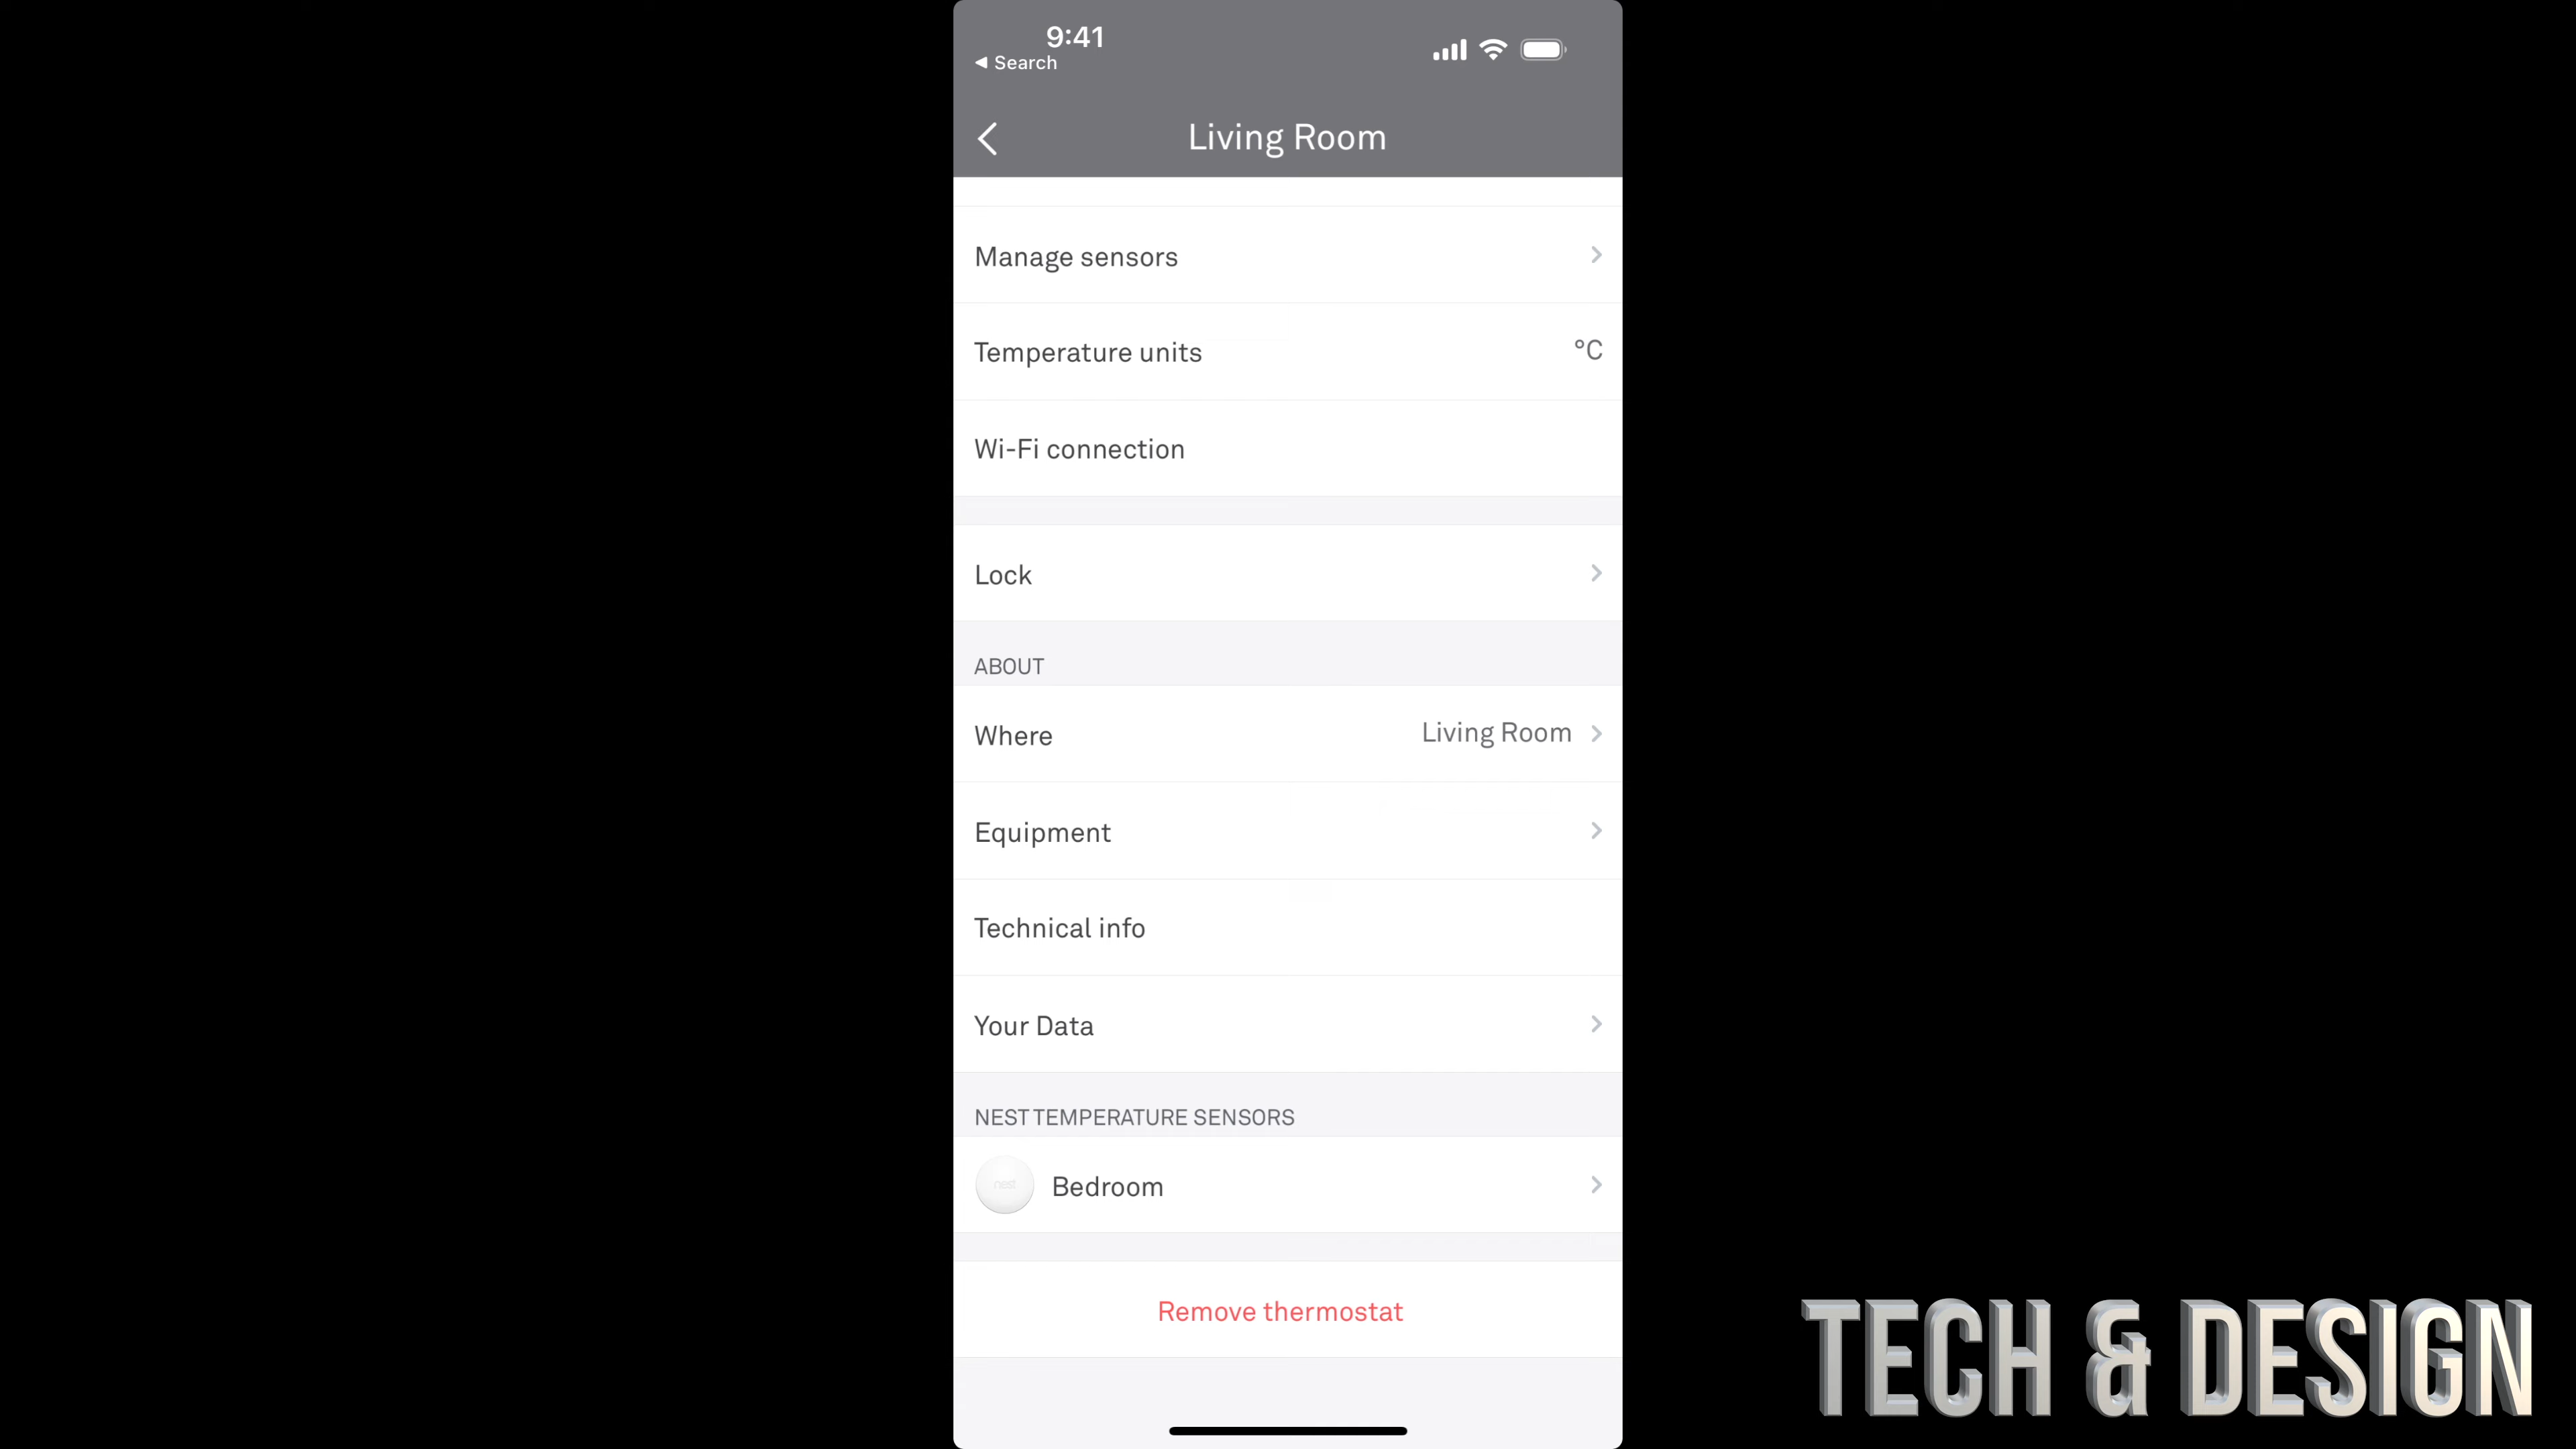 9:41
◀ Search
Living Room
Manage sensors
Temperature units °C
Wi-Fi connection
Lock
ABOUT
Where Living Room
Equipment
Technical info
Your Data
NEST TEMPERATURE SENSORS
nest
Bedroom
Remove thermostat
TECH & DESIGN